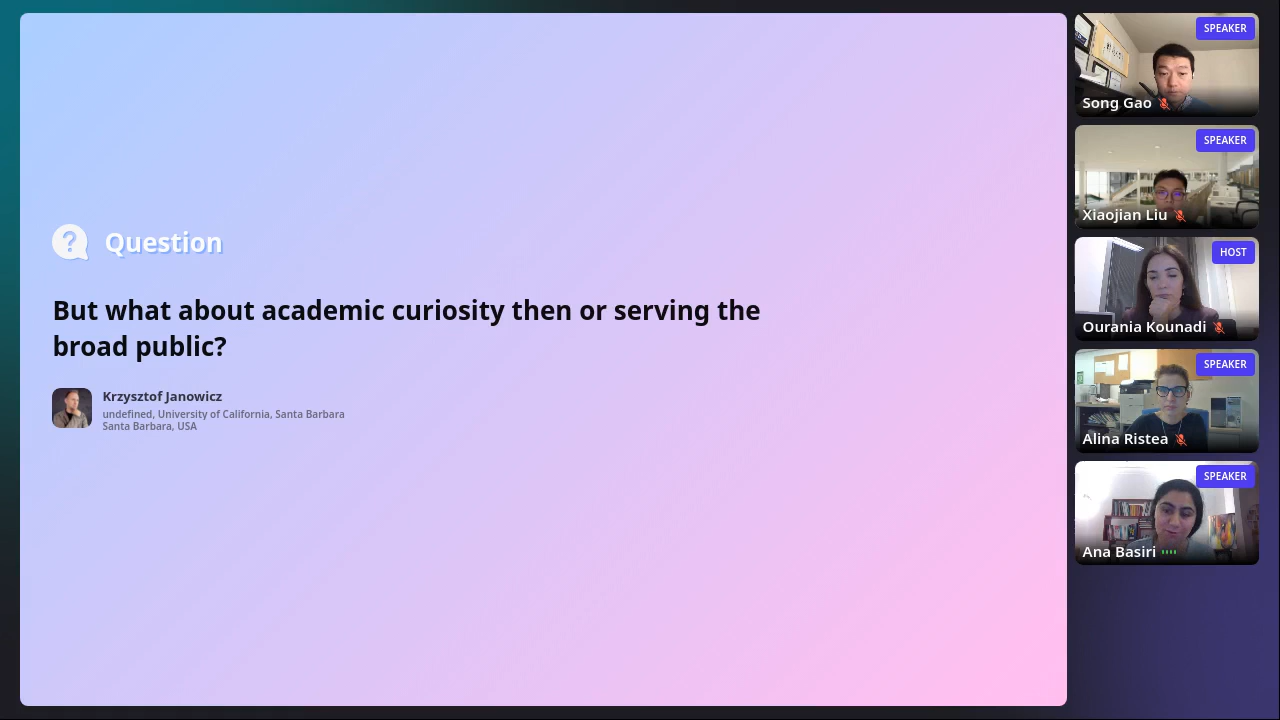 Question
But what about academic curiosity then or serving the
broad public?
Krzysztof Janowicz
undefined, University of California, Santa Barbara
Santa Barbara, USA
SPEAKER
Song Gao
SPEAKER
Xiaojian Liu
HOST
Ourania Kounadi
SPEAKER
Alina Ristea
SPEAKER
Ana Basiri